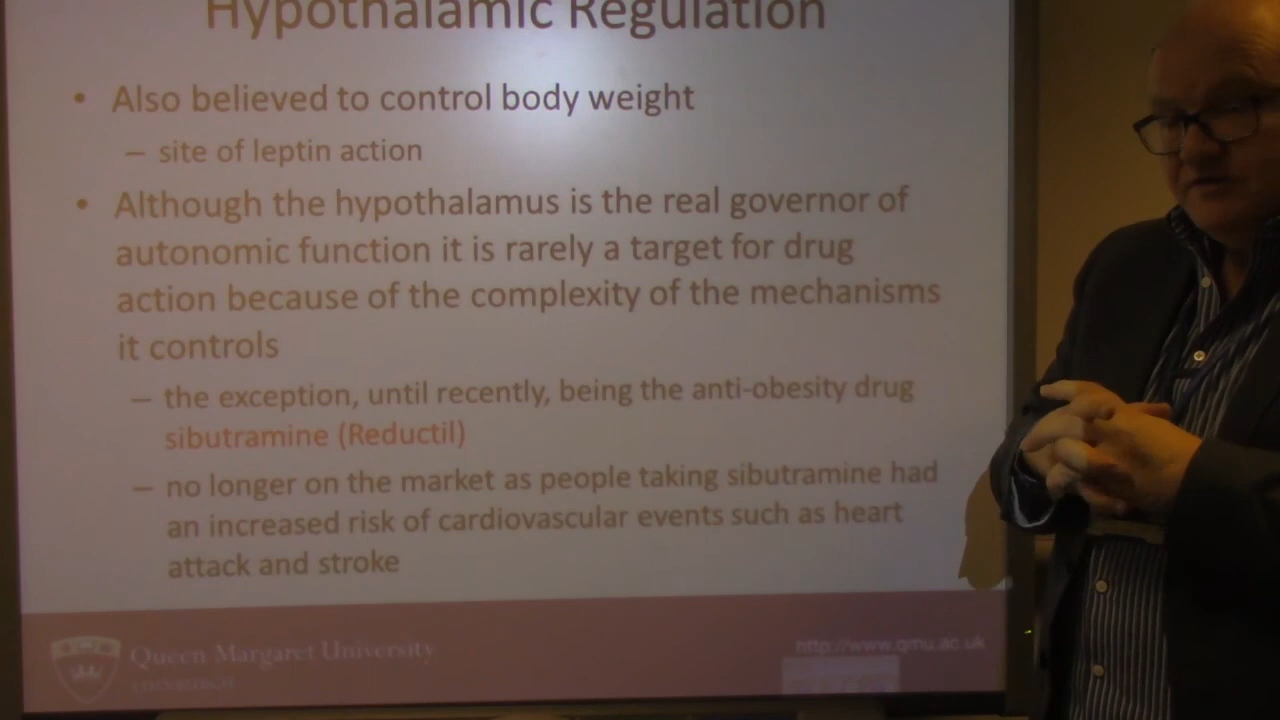 Hypothalamic Regulation
• Also believed to control body weight
– site of leptin action
• Although the hypothalamus is the real governor of
autonomic function it is rarely a target for drug
action because of the complexity of the mechanisms
it controls
– the exception, until recently, being the anti-obesity drug
sibutramine (Reductil)
– no longer on the market as people taking sibutramine had
an increased risk of cardiovascular events such as heart
attack and stroke
Queen Margaret University
EDINBURGH
http://www.qmu.ac.uk